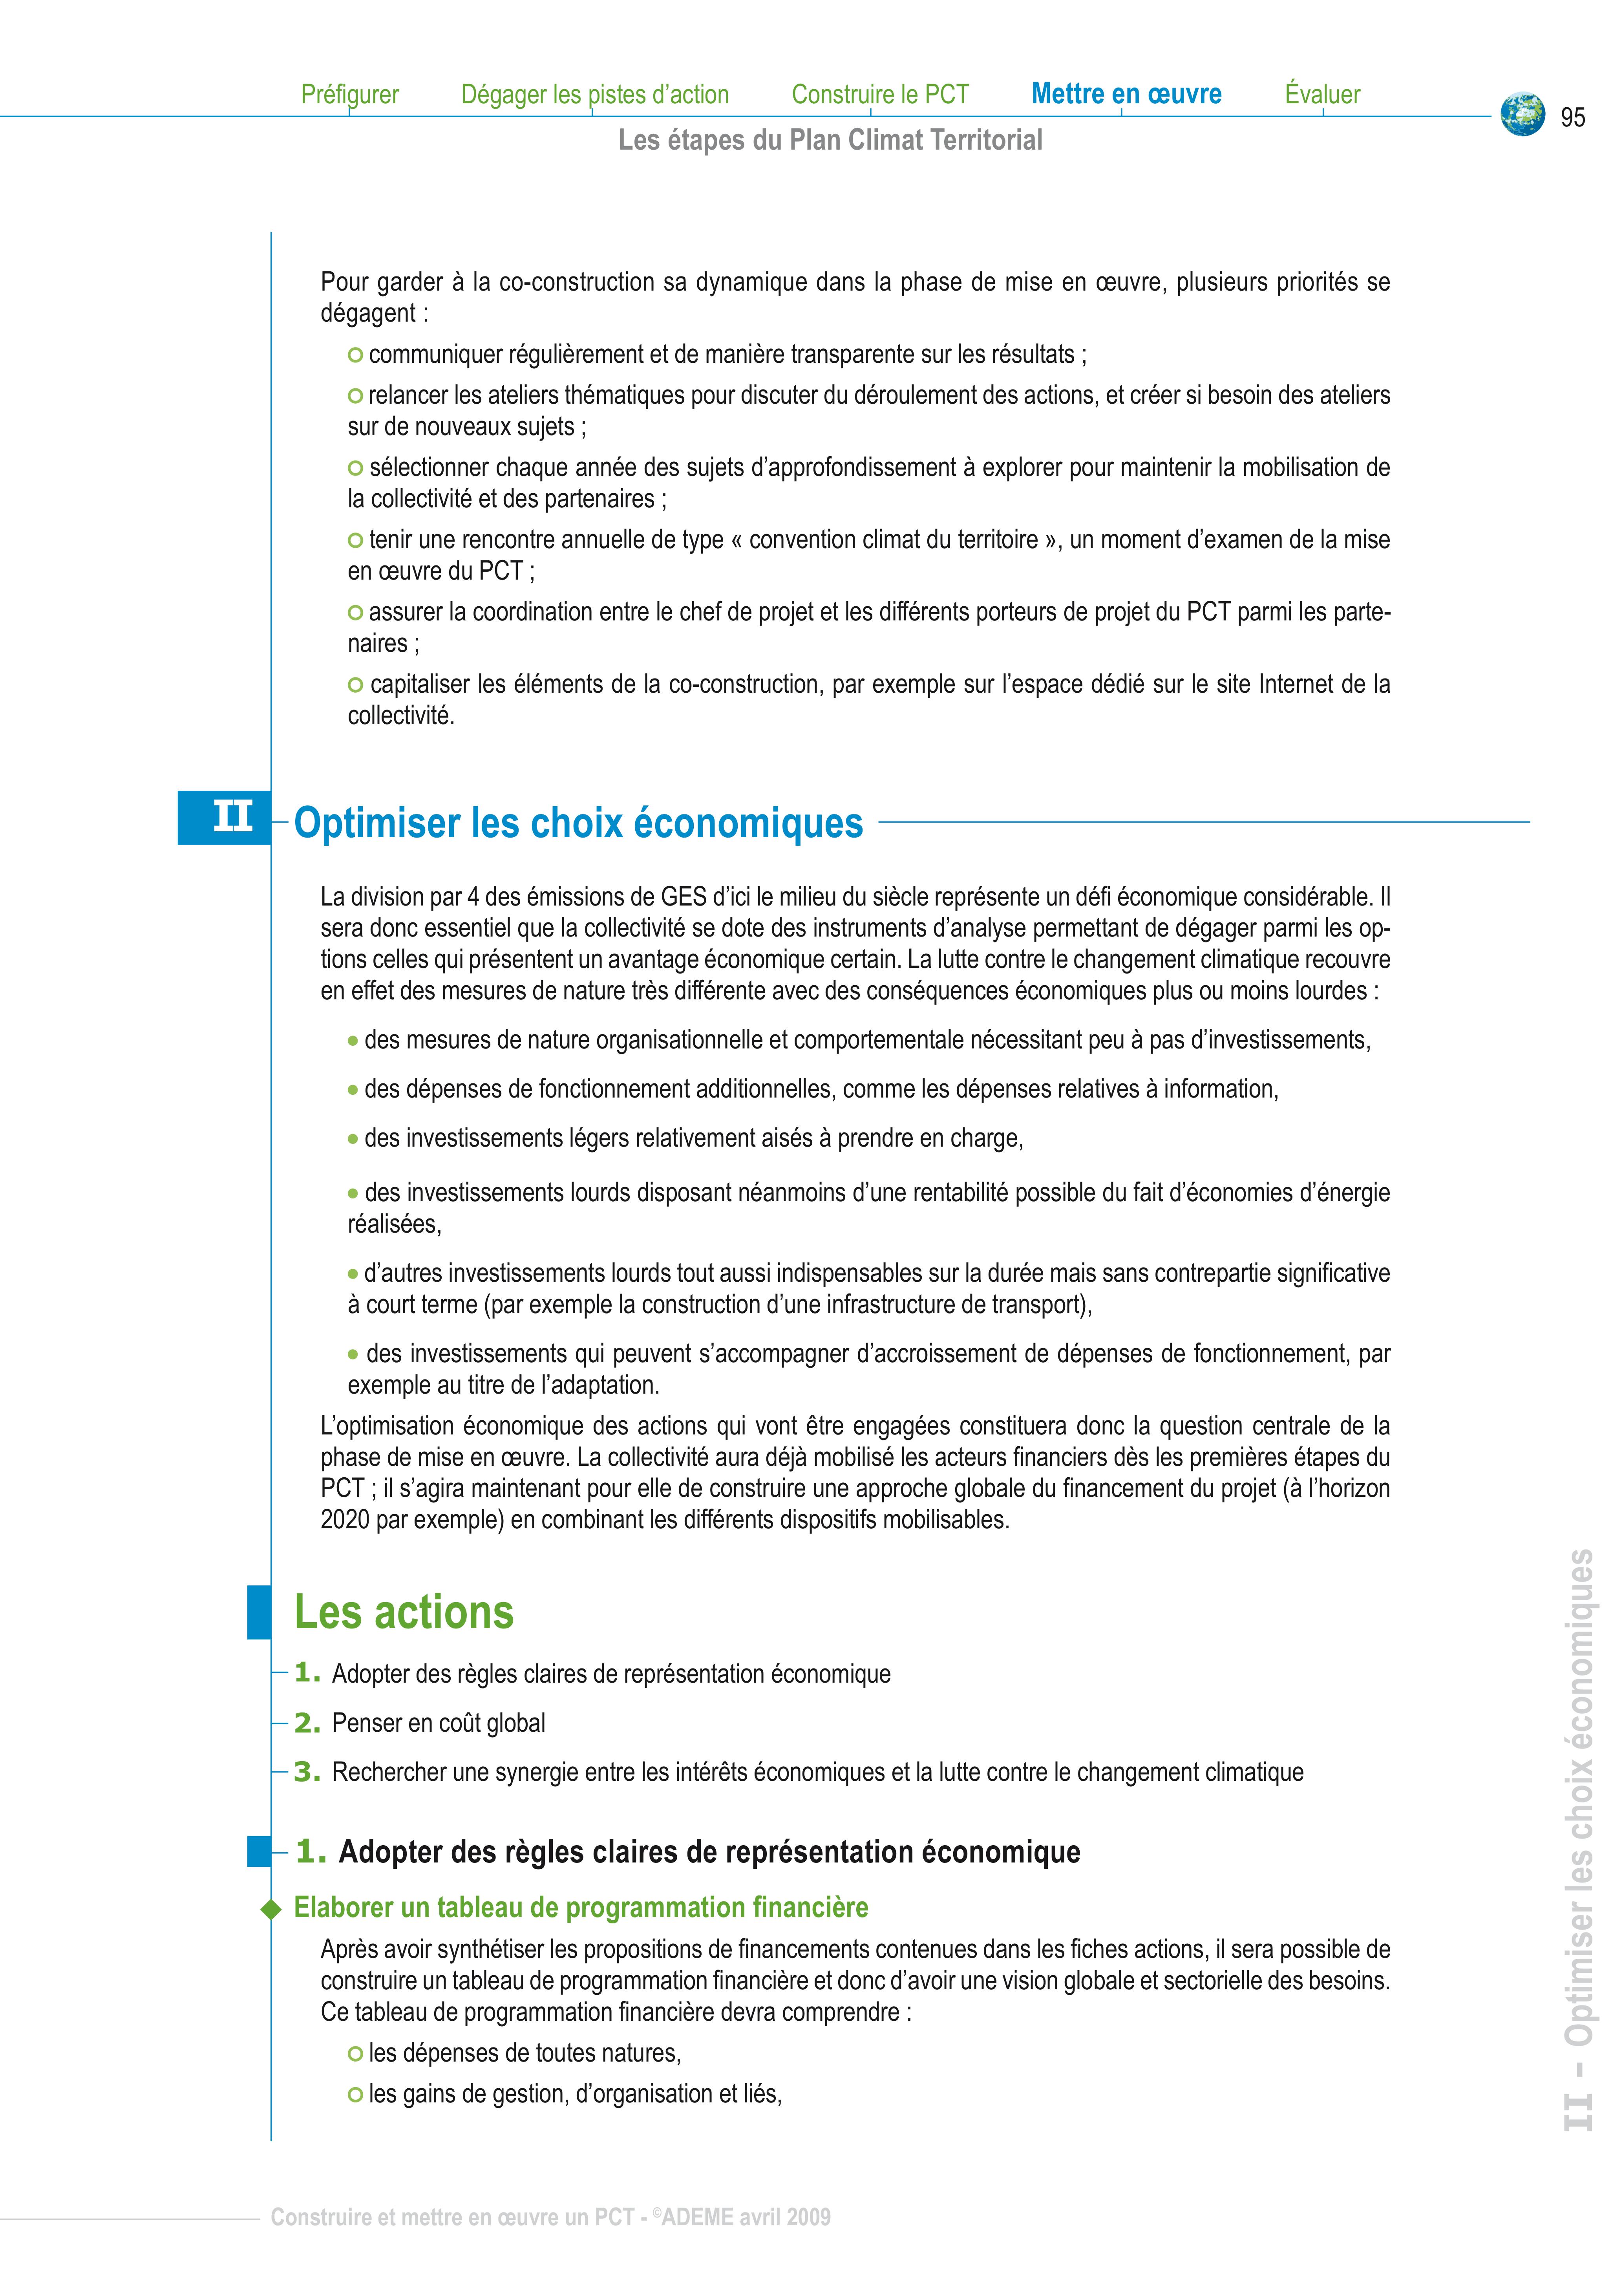 Préfigurer Dégager les pistes d’action Construire le PCT Mettre en œuvre Évaluer
95
Les étapes du Plan Climat Territorial
Pour garder à la co-construction sa dynamique dans la phase de mise en œuvre, plusieurs priorités se
dégagent :
communiquer régulièrement et de manière transparente sur les résultats ;
relancer les ateliers thématiques pour discuter du déroulement des actions, et créer si besoin des ateliers
sur de nouveaux sujets ;
sélectionner chaque année des sujets d’approfondissement à explorer pour maintenir la mobilisation de
la collectivité et des partenaires ;
tenir une rencontre annuelle de type « convention climat du territoire », un moment d’examen de la mise
en œuvre du PCT ;
assurer la coordination entre le chef de projet et les différents porteurs de projet du PCT parmi les parte-
naires ;
capitaliser les éléments de la co-construction, par exemple sur l’espace dédié sur le site Internet de la
collectivité.
II Optimiser les choix économiques
La division par 4 des émissions de GES d’ici le milieu du siècle représente un défi économique considérable. Il
sera donc essentiel que la collectivité se dote des instruments d’analyse permettant de dégager parmi les op-
tions celles qui présentent un avantage économique certain. La lutte contre le changement climatique recouvre
en effet des mesures de nature très différente avec des conséquences économiques plus ou moins lourdes :
• des mesures de nature organisationnelle et comportementale nécessitant peu à pas d’investissements,
• des dépenses de fonctionnement additionnelles, comme les dépenses relatives à information,
• des investissements légers relativement aisés à prendre en charge,
• des investissements lourds disposant néanmoins d’une rentabilité possible du fait d’économies d’énergie
réalisées,
• d’autres investissements lourds tout aussi indispensables sur la durée mais sans contrepartie significative
à court terme (par exemple la construction d’une infrastructure de transport),
• des investissements qui peuvent s’accompagner d’accroissement de dépenses de fonctionnement, par
exemple au titre de l’adaptation.
L’optimisation économique des actions qui vont être engagées constituera donc la question centrale de la
phase de mise en œuvre. La collectivité aura déjà mobilisé les acteurs financiers dès les premières étapes du
PCT ; il s’agira maintenant pour elle de construire une approche globale du financement du projet (à l’horizon
2020 par exemple) en combinant les différents dispositifs mobilisables.
Les actions
1. Adopter des règles claires de représentation économique
2. Penser en coût global
3. Rechercher une synergie entre les intérêts économiques et la lutte contre le changement climatique
1. Adopter des règles claires de représentation économique
Elaborer un tableau de programmation financière
Après avoir synthétiser les propositions de financements contenues dans les fiches actions, il sera possible de
construire un tableau de programmation financière et donc d’avoir une vision globale et sectorielle des besoins.
Ce tableau de programmation financière devra comprendre :
les dépenses de toutes natures,
les gains de gestion, d’organisation et liés,
II - Optimiser les choix économiques
Construire et mettre en œuvre un PCT - ©ADEME avril 2009